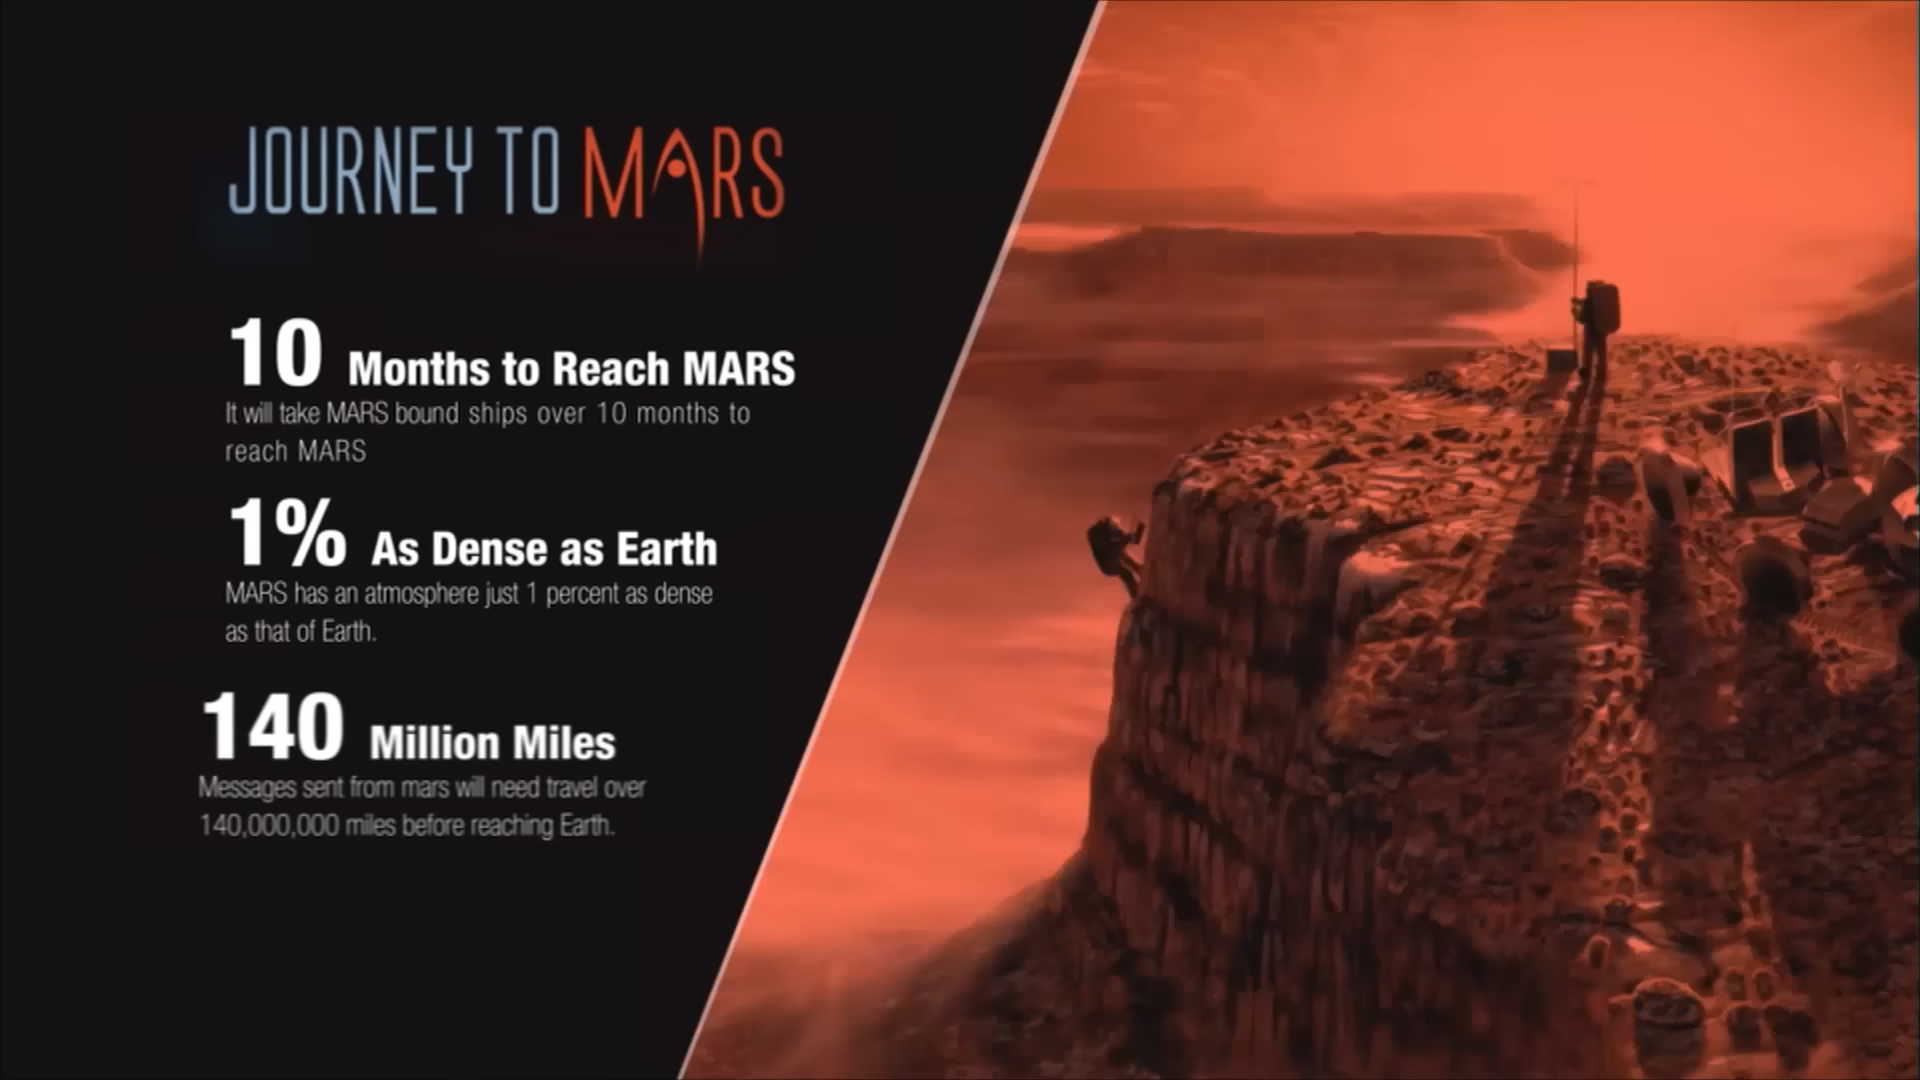 JOURNEY TO MARS
10 Months to Reach MARS
It will take MARS bound ships over 10 months to
reach MARS
1% As Dense as Earth
MARS has an atmosphere just 1 percent as dense
as that of Earth.
140 Million Miles
Messages sent from mars will need travel over
140,000,000 miles before reaching Earth.